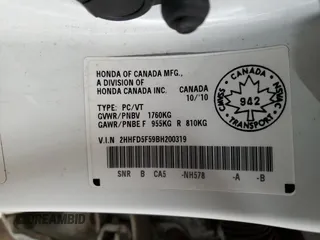 HONDA OF CANADA MFG.,
A DIVISION OF
HONDA CANADA INC.
CANADA
10/10
TYPE: PC/VT
GVWR/PNBV 1760KG
GAWR/PNBE F 955KG R 810KG
V.I.N 2HHFD5F59BH200319
SNR B CA5 -NH578 -A -B
CANADA
942
TRANSPORT
DREAMBID